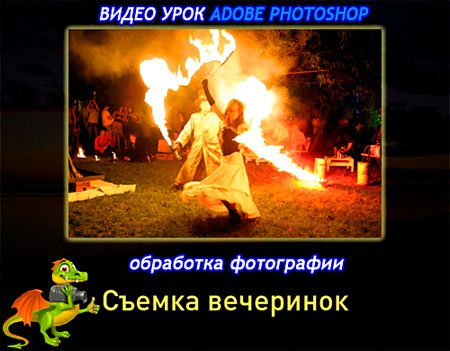 ВИДЕО УРОК ADOBE PHOTOSHOP
обработка фотографии
Съемка вечеринок